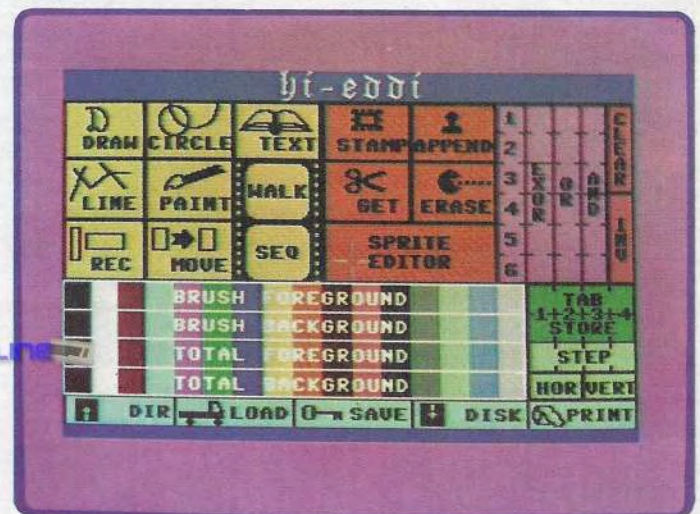 hi-eddi
DRAW CIRCLE TEXT STAMP APPEND
LINE PAINT WALK GET ERASE
REC MOVE SEQ SPRITE
EDITOR
1
2
3
4
5
6
EXOR
OR
AND
CLEAR
INV
BRUSH FOREGROUND
BRUSH BACKGROUND
TOTAL FOREGROUND
TOTAL BACKGROUND
TAB
1+2+3+4
STORE
STEP
HOR VERT
DIR LOAD SAVE DISK PRINT
Line